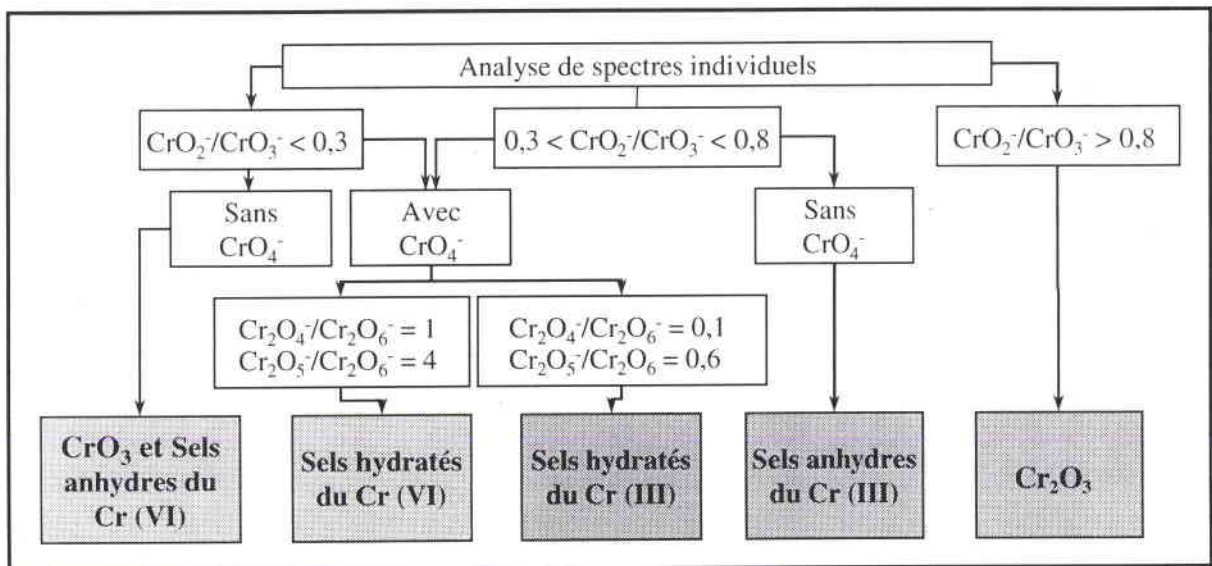 Analyse de spectres individuels
CrO₂⁻/CrO₃⁻ < 0,3
0,3 < CrO₂⁻/CrO₃⁻ < 0,8
CrO₂⁻/CrO₃⁻ > 0,8
Sans
CrO₄⁻
Avec
CrO₄⁻
Sans
CrO₄⁻
Cr₂O₄⁻/Cr₂O₆⁻ = 1
Cr₂O₅⁻/Cr₂O₆⁻ = 4
Cr₂O₄⁻/Cr₂O₆⁻ = 0,1
Cr₂O₅⁻/Cr₂O₆ = 0,6
CrO₃ et Sels
anhydres du
Cr (VI)
Sels hydratés
du Cr (VI)
Sels hydratés
du Cr (III)
Sels anhydres
du Cr (III)
Cr₂O₃